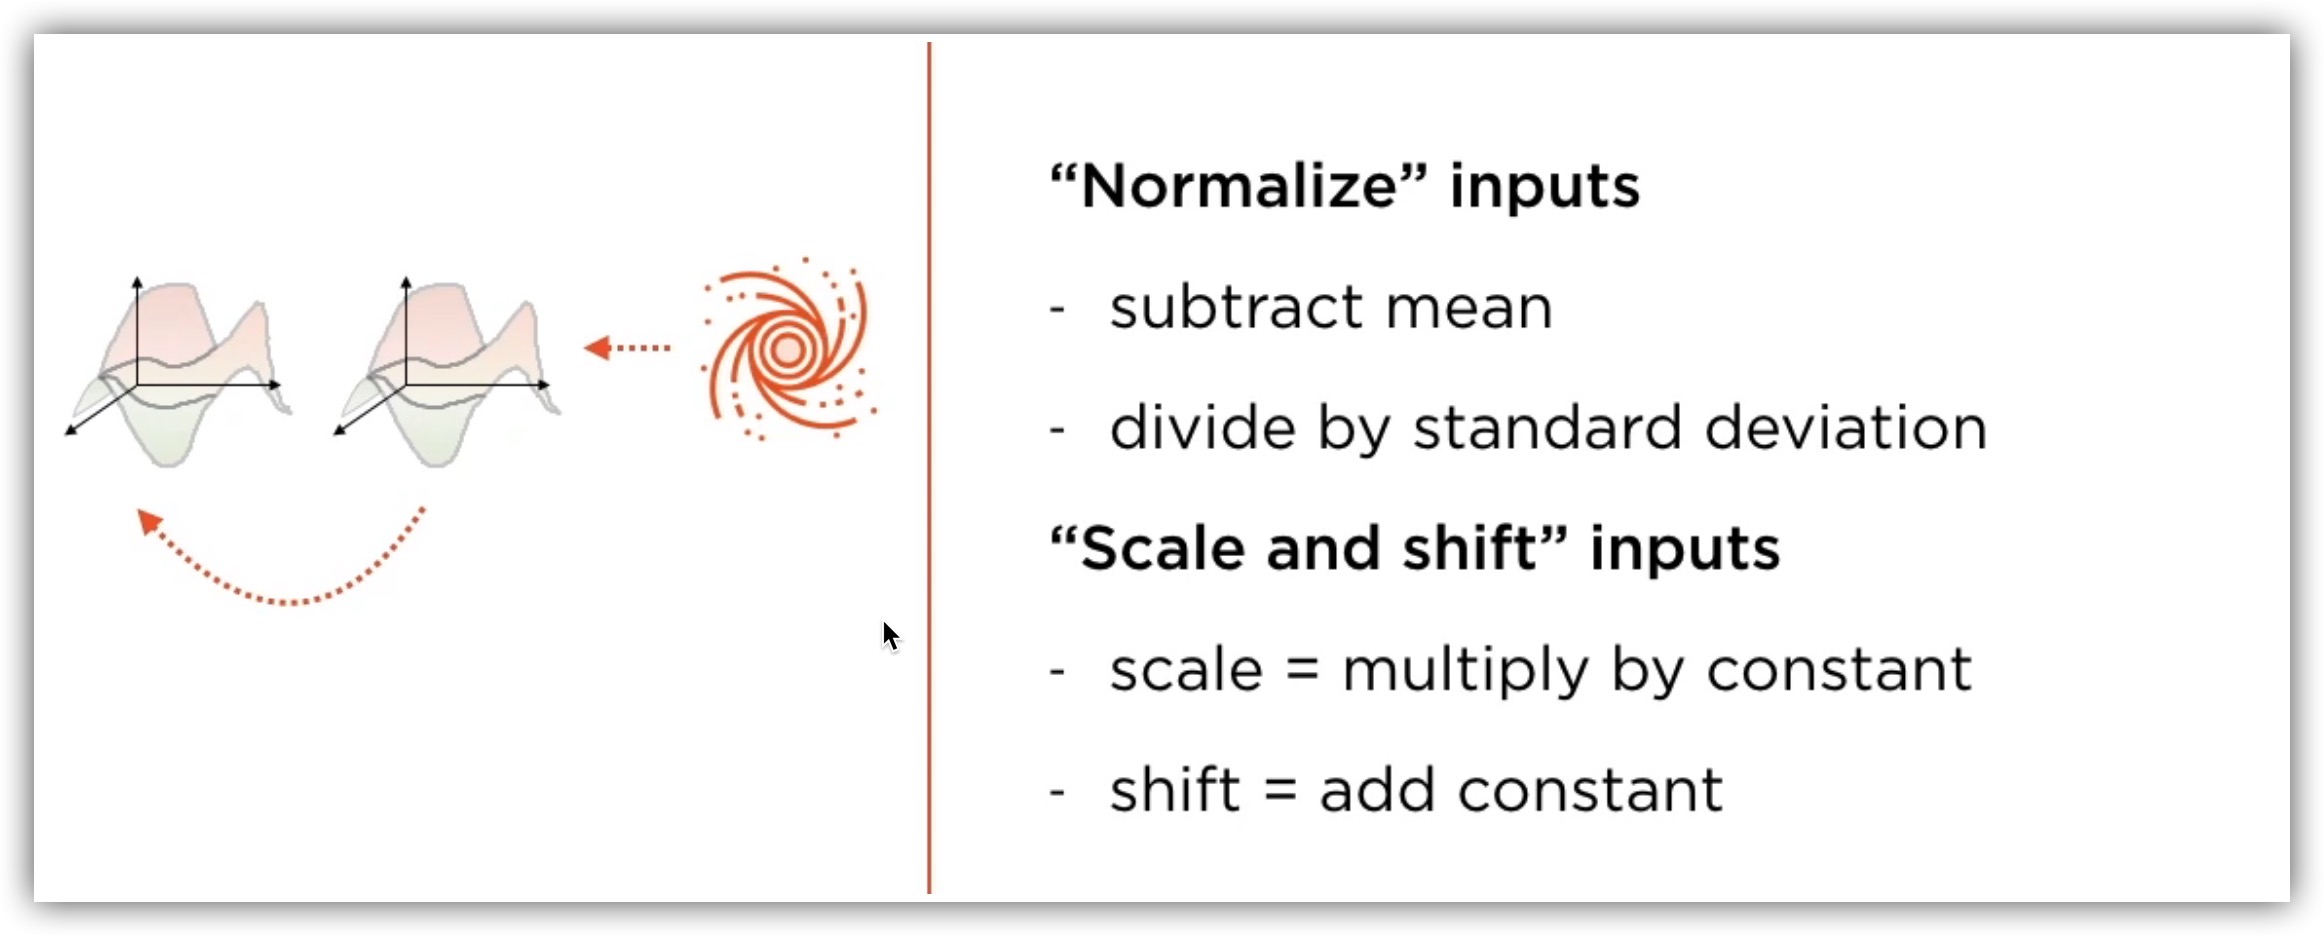 “Normalize” inputs
- subtract mean
- divide by standard deviation
“Scale and shift” inputs
- scale = multiply by constant
- shift = add constant